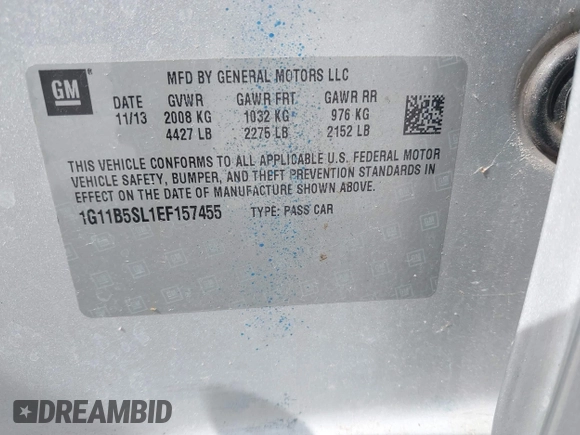 GM
MFD BY GENERAL MOTORS LLC
DATE GVWR GAWR FRT GAWR RR
11/13 2008 KG 1032 KG 976 KG
4427 LB 2275 LB 2152 LB
THIS VEHICLE CONFORMS TO ALL APPLICABLE U.S. FEDERAL MOTOR
VEHICLE SAFETY, BUMPER, AND THEFT PREVENTION STANDARDS IN
EFFECT ON THE DATE OF MANUFACTURE SHOWN ABOVE.
1G11B5SL1EF157455 TYPE: PASS CAR
DREAMBID